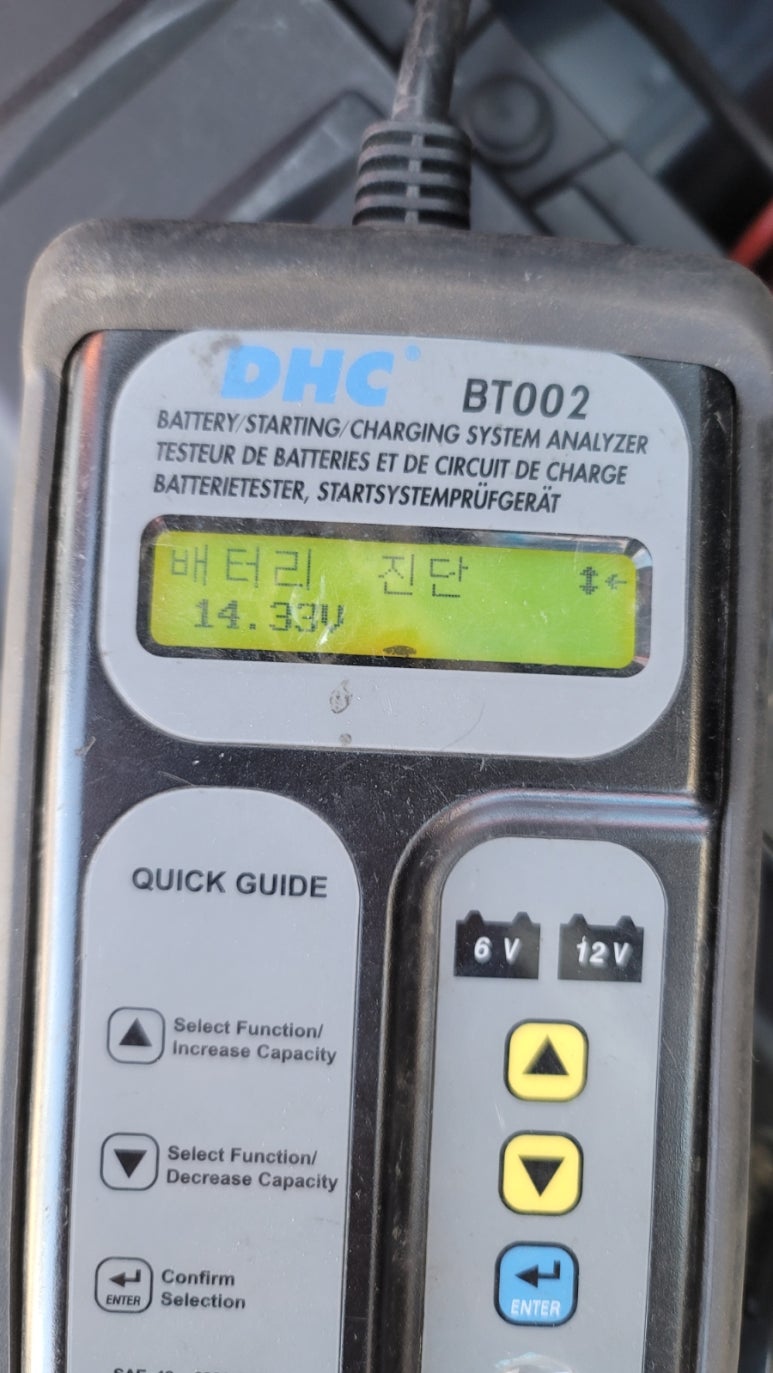 DHC®
BT002
BATTERY/STARTING/CHARGING SYSTEM ANALYZER
TESTEUR DE BATTERIES ET DE CIRCUIT DE CHARGE
BATTERIETESTER, STARTSYSTEMPRÜFGERÄT
배터리 진단
14.33V
QUICK GUIDE
6 V
12V
Select Function/
Increase Capacity
Select Function/
Decrease Capacity
ENTER
Confirm
Selection
ENTER